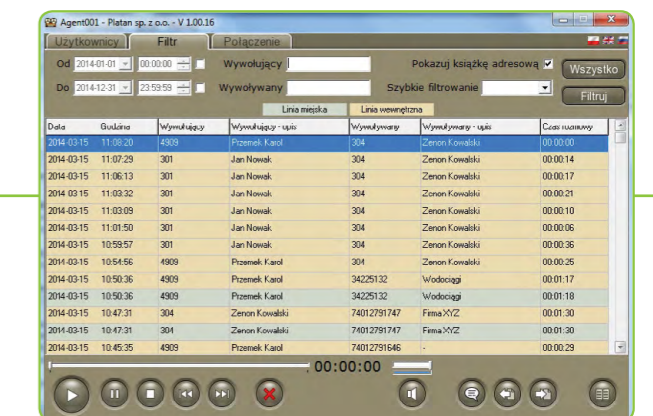 Agent001 - Platan sp. z o.o. - V 1.00.16
Użytkownicy Filtr Połączenie
Od 2014-01-01 00:00:00 Wywołujący Pokazuj książkę adresową Wszystko
Do 2014-12-31 23:59:59 Wywoływany Szybkie filtrowanie Filtruj
Linia miejska Linia wewnętrzna
Data Godzina Wywołujący Wywołujący - opis Wywoływany Wywoływany - opis Czas rozmowy
2014-03-15 11:08:20 4909 Przemek Karol 304 Zenon Kowalski 00:00:00
2014-03-15 11:07:29 301 Jan Nowak 304 Zenon Kowalski 00:00:14
2014-03-15 11:06:13 301 Jan Nowak 304 Zenon Kowalski 00:00:17
2014-03-15 11:03:32 301 Jan Nowak 304 Zenon Kowalski 00:00:21
2014-03-15 11:03:09 301 Jan Nowak 304 Zenon Kowalski 00:00:10
2014-03-15 11:01:50 301 Jan Nowak 304 Zenon Kowalski 00:00:06
2014-03-15 10:59:57 301 Jan Nowak 304 Zenon Kowalski 00:00:36
2014-03-15 10:54:56 4909 Przemek Karol 304 Zenon Kowalski 00:00:26
2014-03-15 10:50:36 4909 Przemek Karol 34225132 Wodociągi 00:01:17
2014-03-15 10:50:36 4909 Przemek Karol 34225132 Wodociągi 00:01:18
2014-03-15 10:47:31 304 Zenon Kowalski 74012791747 Firma XYZ 00:01:30
2014-03-15 10:47:31 304 Zenon Kowalski 74012791747 Firma XYZ 00:01:30
2014-03-15 10:45:35 4909 Przemek Karol 74012791646 - 00:00:29
00:00:00